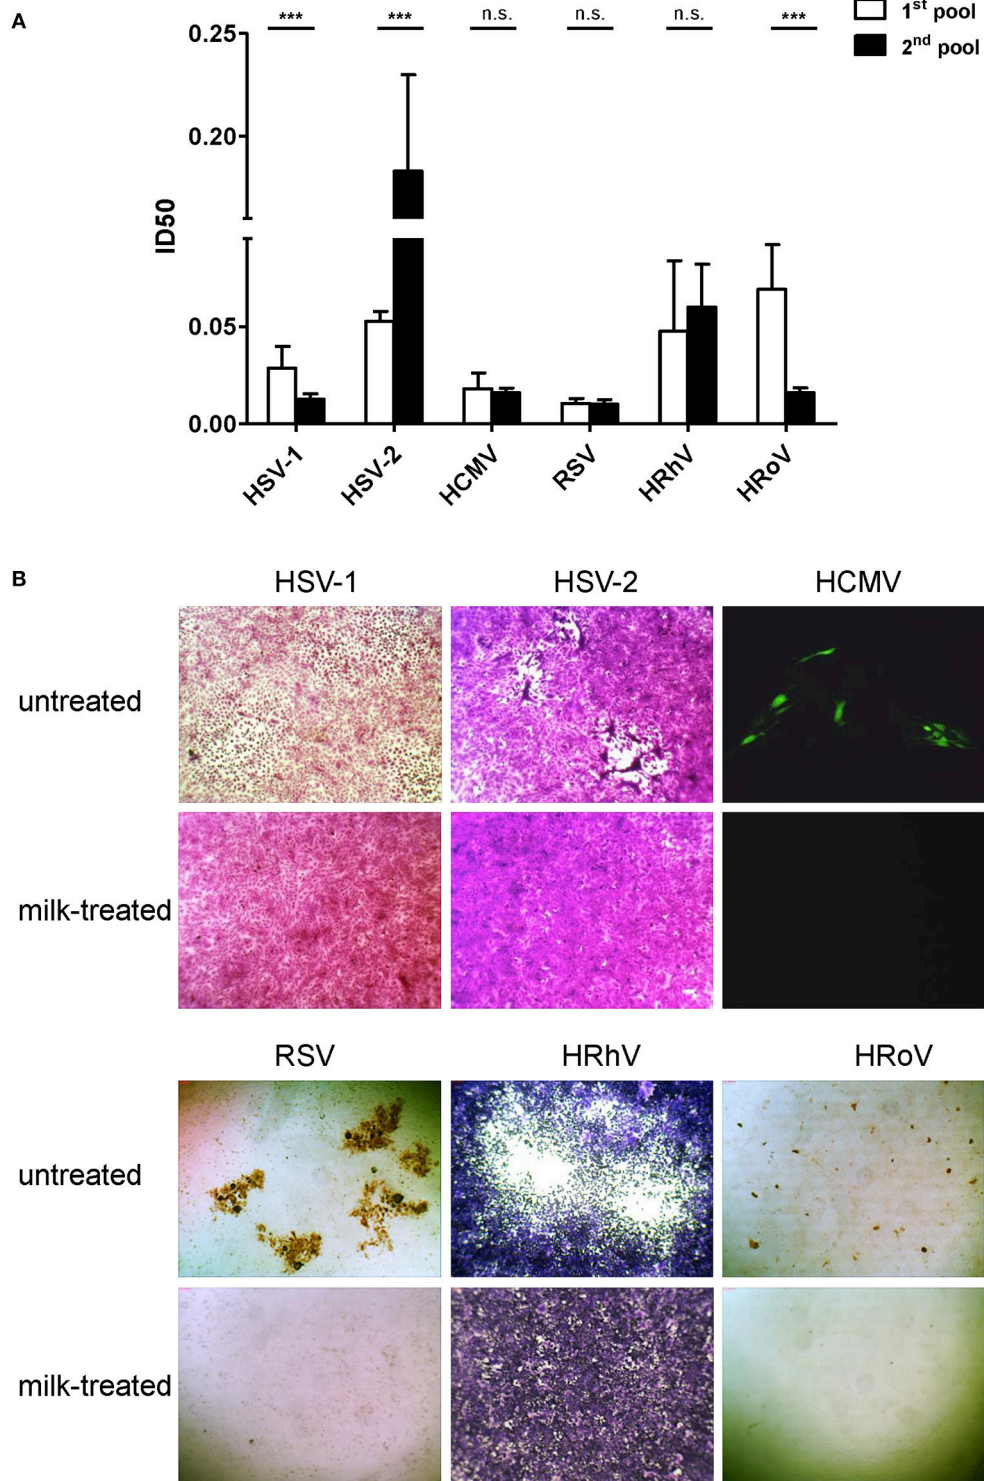 A
*** *** n.s. n.s. n.s. ***
1st pool
2nd pool
0.25
0.20
0.05
0.00
ID50
HSV-1 HSV-2 HCMV RSV HRhV HRoV
B
HSV-1 HSV-2 HCMV
untreated
milk-treated
RSV HRhV HRoV
untreated
milk-treated